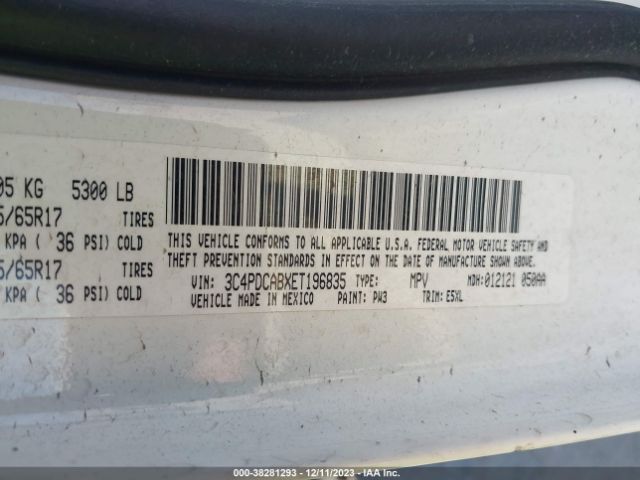 05 KG 5300 LB
5/65R17 TIRES
KPA ( 36 PSI) COLD
5/65R17 TIRES
KPA ( 36 PSI) COLD
THIS VEHICLE CONFORMS TO ALL APPLICABLE U.S.A. FEDERAL MOTOR VEHICLE SAFETY AND
THEFT PREVENTION STANDARDS IN EFFECT ON THE DATE OF MANUFACTURE SHOWN ABOVE.
VIN: 3C4PDCABXET196835 TYPE: MPV MDH:012121 050AA
VEHICLE MADE IN MEXICO PAINT: PW3 TRIM: E5XL
000-38281293 - 12/11/2023 - IAA Inc.